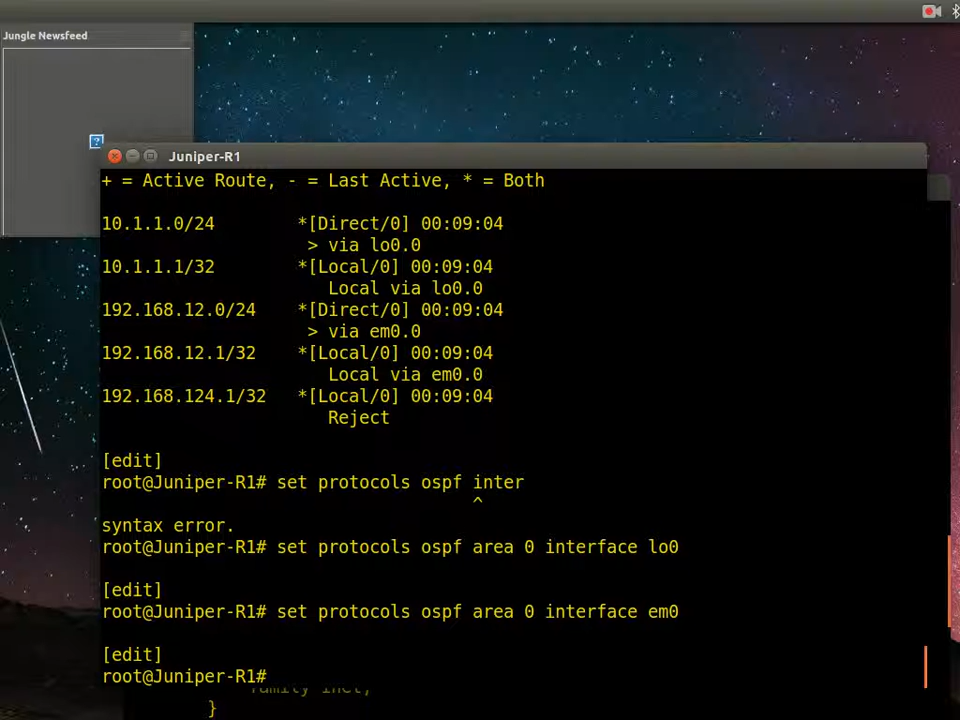 Jungle Newsfeed
?
Juniper-R1
+ = Active Route, - = Last Active, * = Both
10.1.1.0/24 *[Direct/0] 00:09:04
> via lo0.0
10.1.1.1/32 *[Local/0] 00:09:04
Local via lo0.0
192.168.12.0/24 *[Direct/0] 00:09:04
> via em0.0
192.168.12.1/32 *[Local/0] 00:09:04
Local via em0.0
192.168.124.1/32 *[Local/0] 00:09:04
Reject
[edit]
root@Juniper-R1# set protocols ospf inter
^
syntax error.
root@Juniper-R1# set protocols ospf area 0 interface lo0
[edit]
root@Juniper-R1# set protocols ospf area 0 interface em0
[edit]
root@Juniper-R1#
family inet;
}